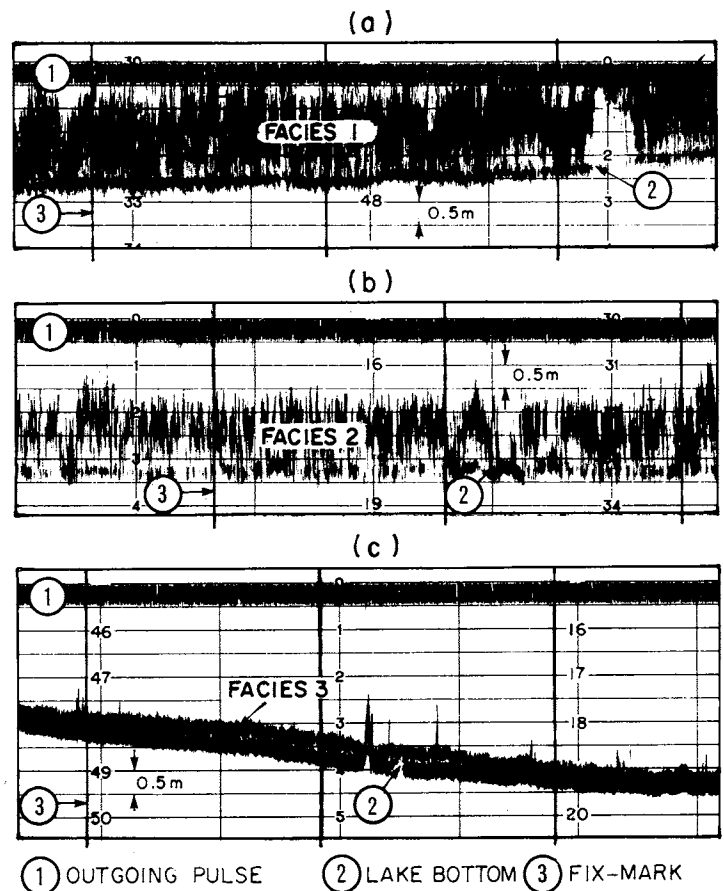 (a)
30 0
1
FACIES 1
2
2
3 33 48 0.5m 3
34
(b)
0 30
1
1 16 0.5m 31
2
FACIES 2
3
3 2
4 19 34
(c)
1 0
46 1 16
47 2 17
FACIES 3
3 18
49 0.5m
3 2
50 5 20
1 OUTGOING PULSE 2 LAKE BOTTOM 3 FIX-MARK